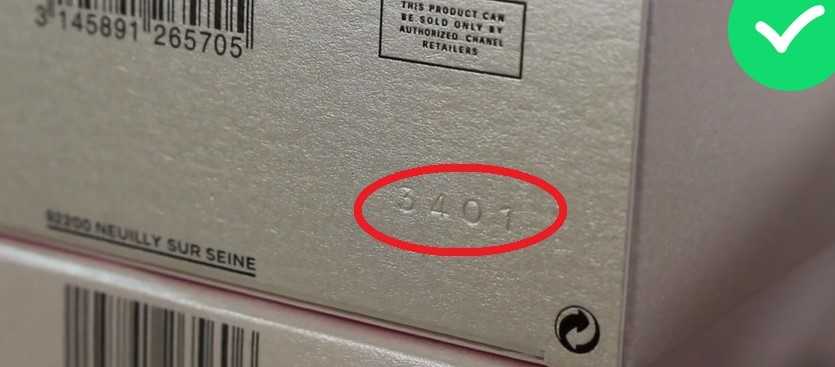 3 145891 265705
THIS PRODUCT CAN
BE SOLD ONLY BY
AUTHORIZED CHANEL
RETAILERS
3401
92200 NEUILLY SUR SEINE